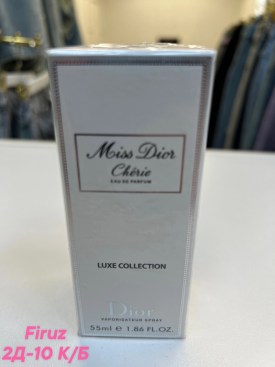 Miss Dior
Chérie
EAU DE PARFUM
LUXE COLLECTION
Dior
VAPORISATEUR SPRAY
55ml ℮ 1.86 FL.OZ.
Firuz
2Д-10 К/Б